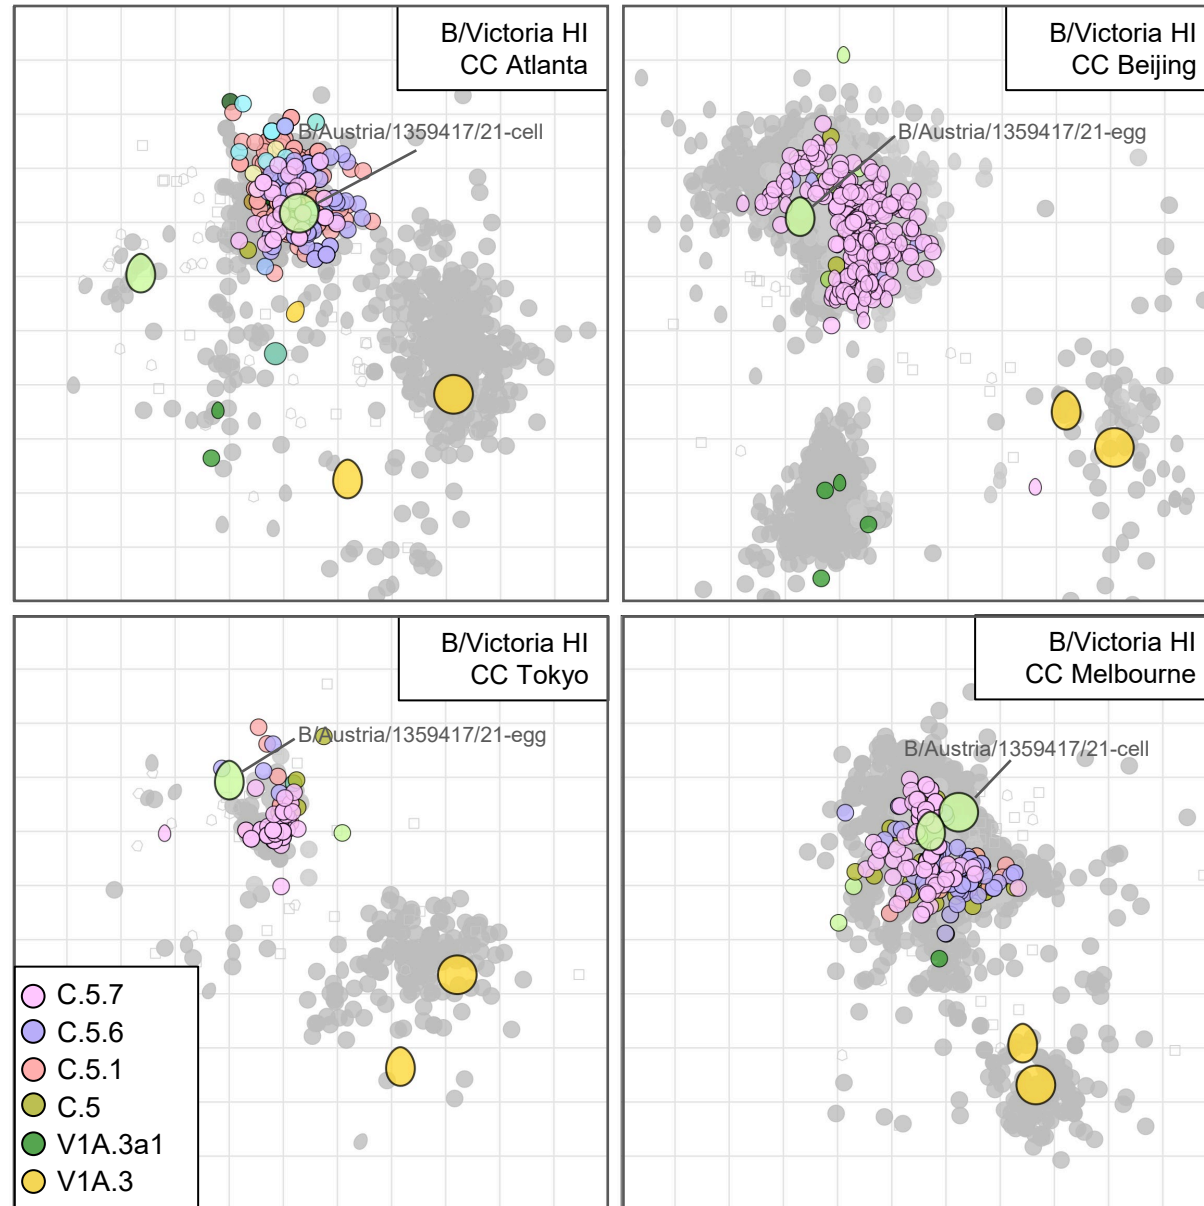 B/Victoria HI
CC Atlanta
B/Austria/1359417/21-cell
B/Victoria HI
CC Beijing
B/Austria/1359417/21-egg
B/Victoria HI
CC Tokyo
B/Austria/1359417/21-egg
C.5.7
C.5.6
C.5.1
C.5
V1A.3a1
V1A.3
B/Victoria HI
CC Melbourne
B/Austria/1359417/21-cell